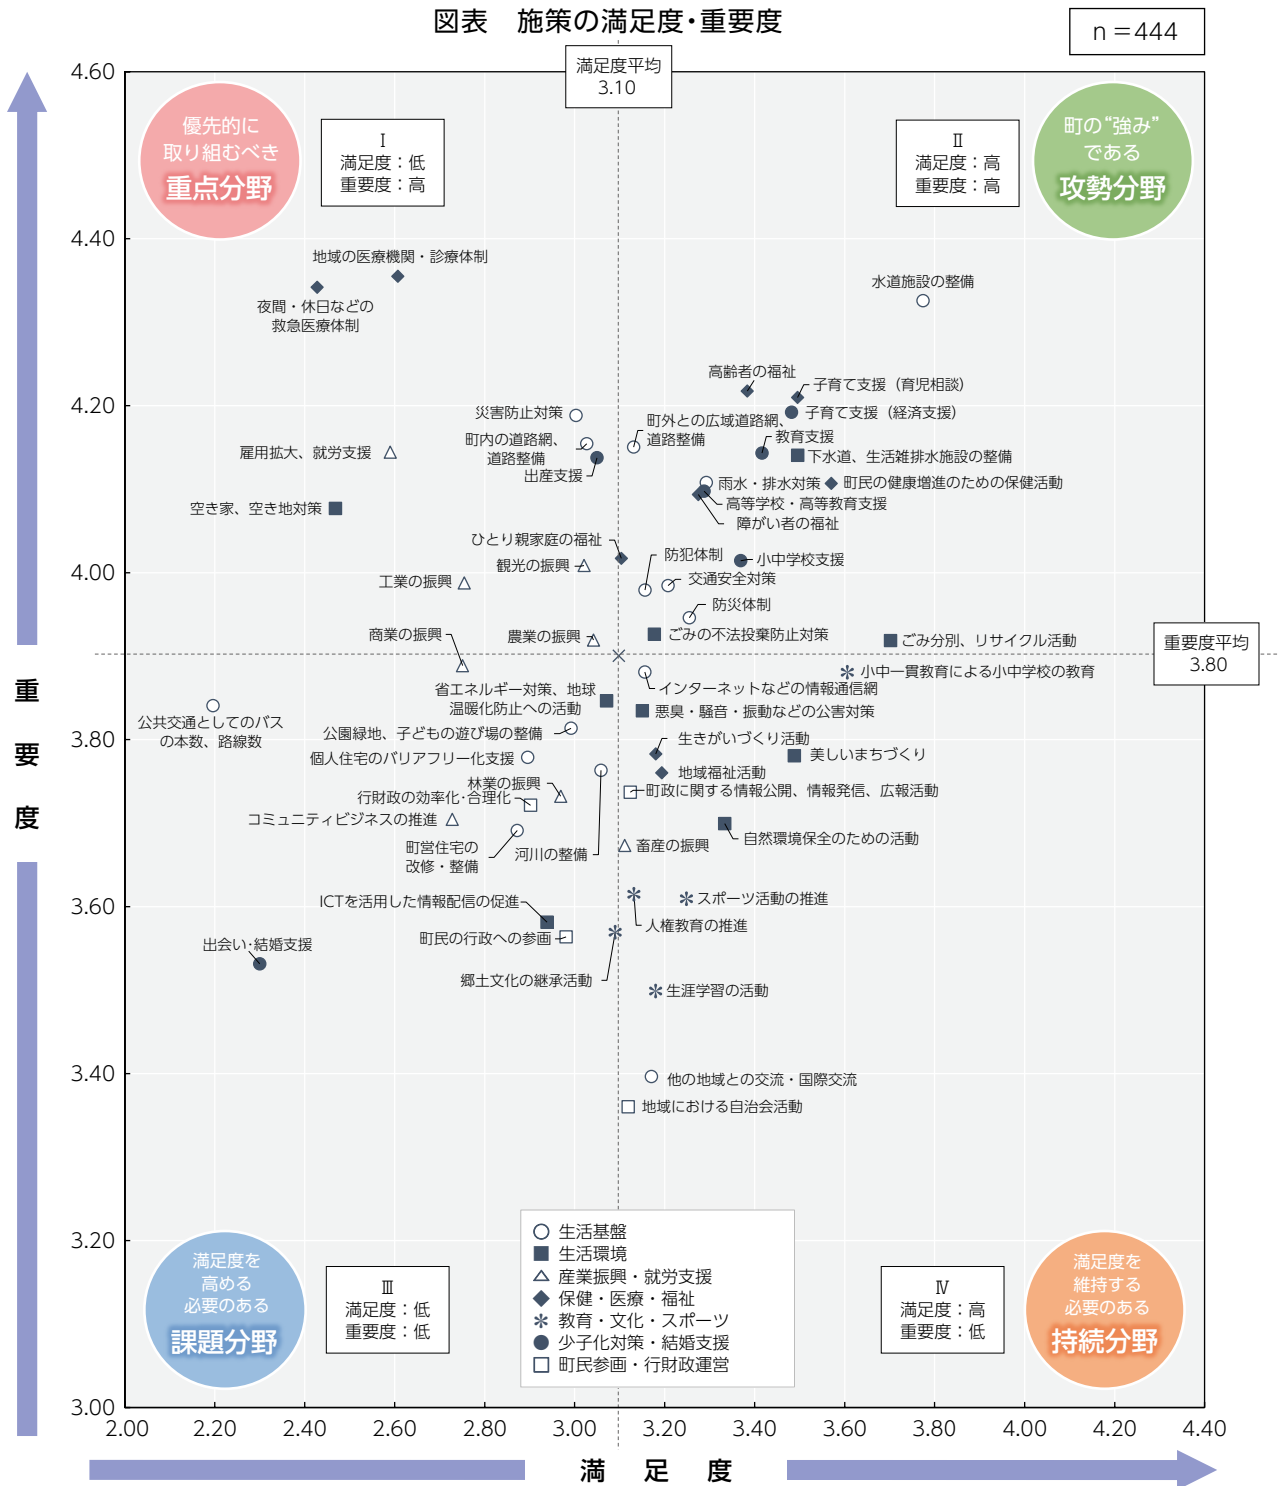 図表　施策の満足度･重要度
n＝444
満足度平均
3.10
優先的に
取り組むべき
重点分野
Ⅰ
満足度：低
重要度：高
Ⅱ
満足度：高
重要度：高
町の“強み”
である
攻勢分野
4.60
4.40
4.20
4.00
3.80
3.60
3.40
3.20
3.00
地域の医療機関・診療体制
夜間・休日などの
救急医療体制
水道施設の整備
高齢者の福祉
子育て支援（育児相談）
子育て支援（経済支援）
災害防止対策
町外との広域道路網、
道路整備
町内の道路網、
道路整備
教育支援
雇用拡大、就労支援
下水道、生活雑排水施設の整備
出産支援
雨水・排水対策
町民の健康増進のための保健活動
空き家、空き地対策
高等学校・高等教育支援
障がい者の福祉
ひとり親家庭の福祉
防犯体制
小中学校支援
観光の振興
交通安全対策
工業の振興
防災体制
商業の振興
農業の振興
ごみの不法投棄防止対策
ごみ分別、リサイクル活動
重要度平均
3.80
小中一貫教育による小中学校の教育
省エネルギー対策、地球
温暖化防止への活動
インターネットなどの情報通信網
悪臭・騒音・振動などの公害対策
公共交通としてのバス
の本数、路線数
公園緑地、子どもの遊び場の整備
生きがいづくり活動
個人住宅のバリアフリー化支援
美しいまちづくり
地域福祉活動
林業の振興
町政に関する情報公開、情報発信、広報活動
行財政の効率化･合理化
コミュニティビジネスの推進
自然環境保全のための活動
町営住宅の
改修・整備
河川の整備
畜産の振興
ICTを活用した情報配信の促進
スポーツ活動の推進
人権教育の推進
町民の行政への参画
出会い･結婚支援
郷土文化の継承活動
生涯学習の活動
他の地域との交流・国際交流
地域における自治会活動
重
要
度
生活基盤
生活環境
産業振興・就労支援
保健・医療・福祉
教育・文化・スポーツ
少子化対策・結婚支援
町民参画・行財政運営
満足度を
高める
必要のある
課題分野
Ⅲ
満足度：低
重要度：低
Ⅳ
満足度：高
重要度：低
満足度を
維持する
必要のある
持続分野
2.00 2.20 2.40 2.60 2.80 3.00 3.20 3.40 3.60 3.80 4.00 4.20 4.40
満　足　度